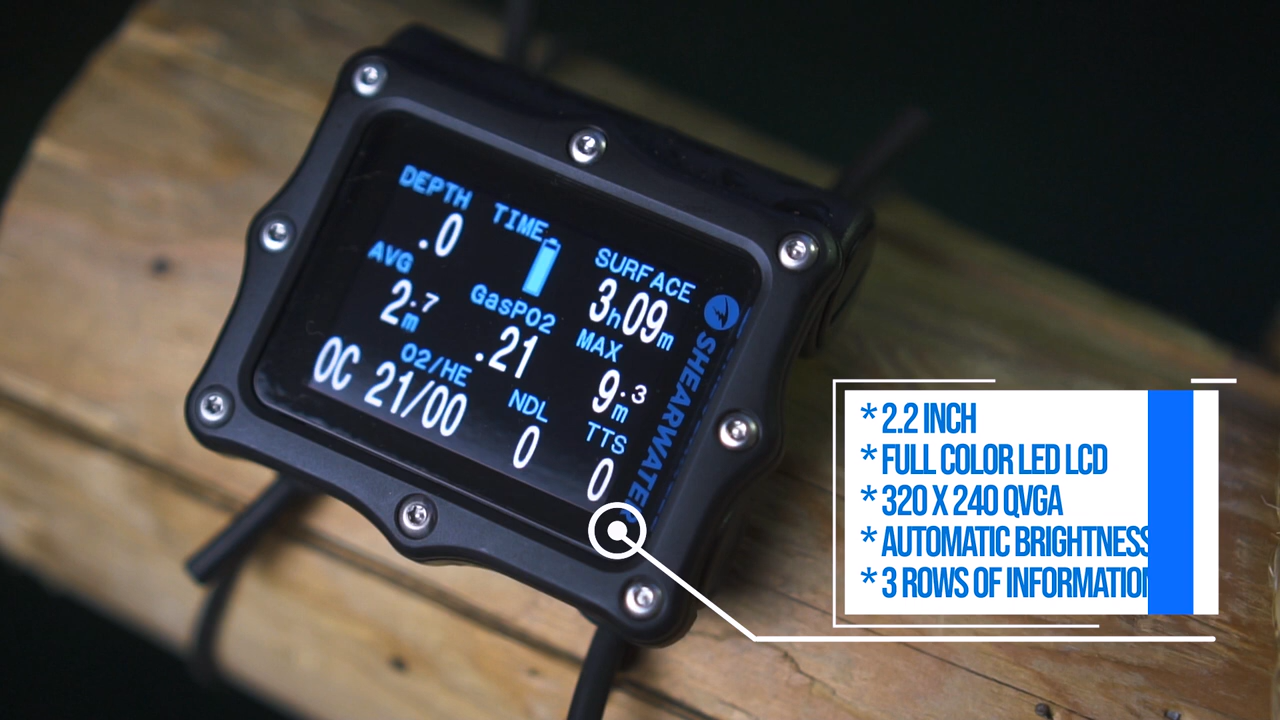 DEPTH
TIME
SURFACE
.0
3h09m
AVG
GasPO2
MAX
2.7m
.21
9.3m
O2/HE
NDL
TTS
OC 21/00
0
0
SHEARWATER
* 2.2 INCH
* FULL COLOR LED LCD
* 320 X 240 QVGA
* AUTOMATIC BRIGHTNESS
* 3 ROWS OF INFORMATION